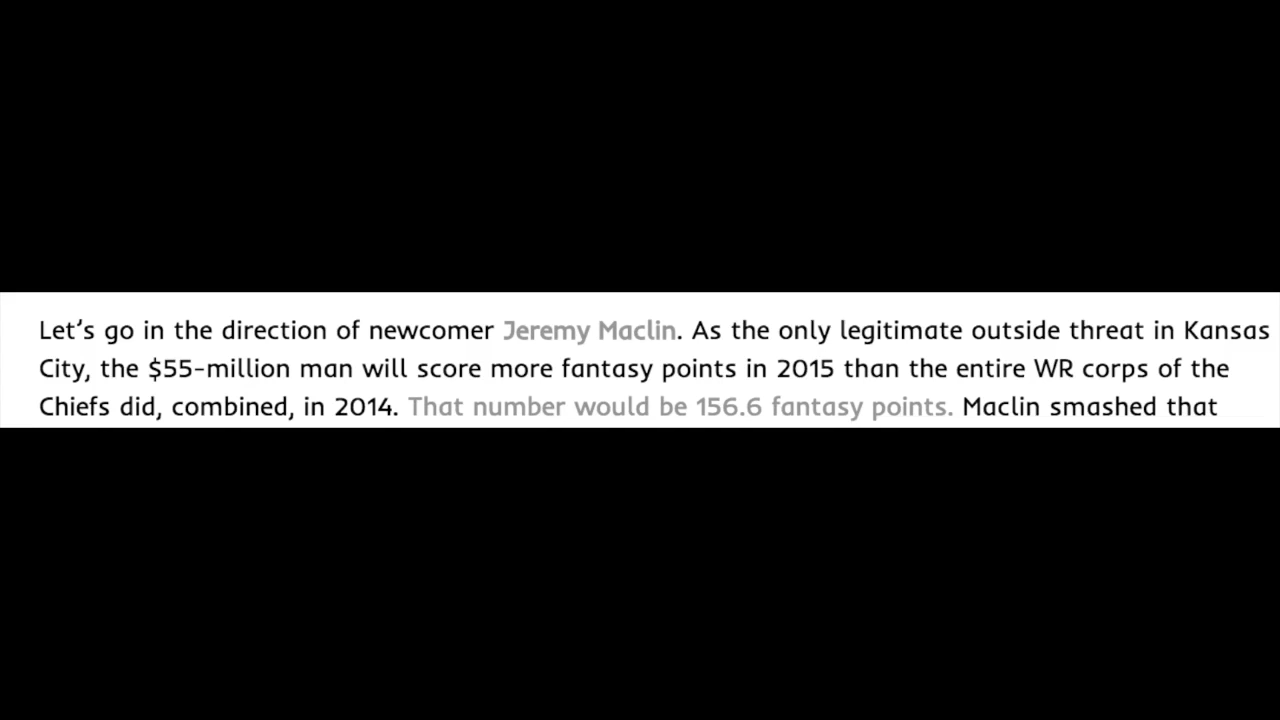 Let's go in the direction of newcomer Jeremy Maclin. As the only legitimate outside threat in Kansas
City, the $55-million man will score more fantasy points in 2015 than the entire WR corps of the
Chiefs did, combined, in 2014. That number would be 156.6 fantasy points. Maclin smashed that